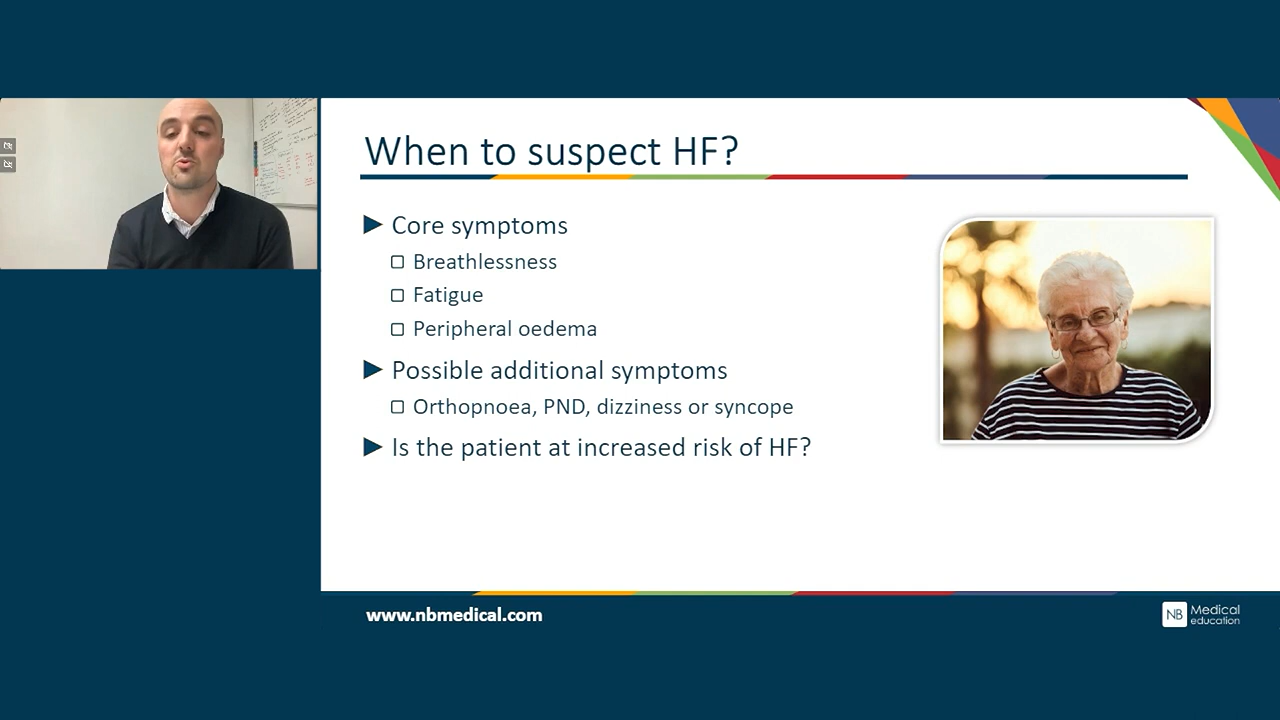 When to suspect HF?
Core symptoms
Breathlessness
Fatigue
Peripheral oedema
Possible additional symptoms
Orthopnoea, PND, dizziness or syncope
Is the patient at increased risk of HF?
www.nbmedical.com
NB Medical
education